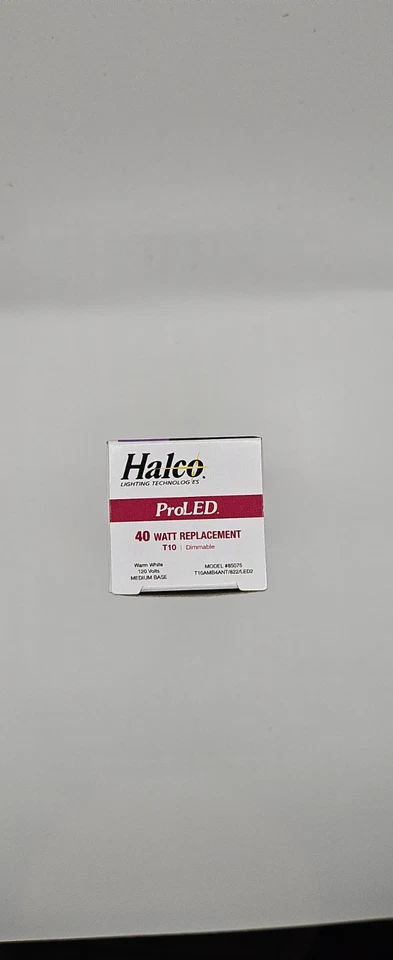 Halco
LIGHTING TECHNOLOGIES
ProLED.
40 WATT REPLACEMENT
T10 | Dimmable
Warm White
120 Volts
MEDIUM BASE
MODEL #85075
T10AMB4ANT/822/LED2